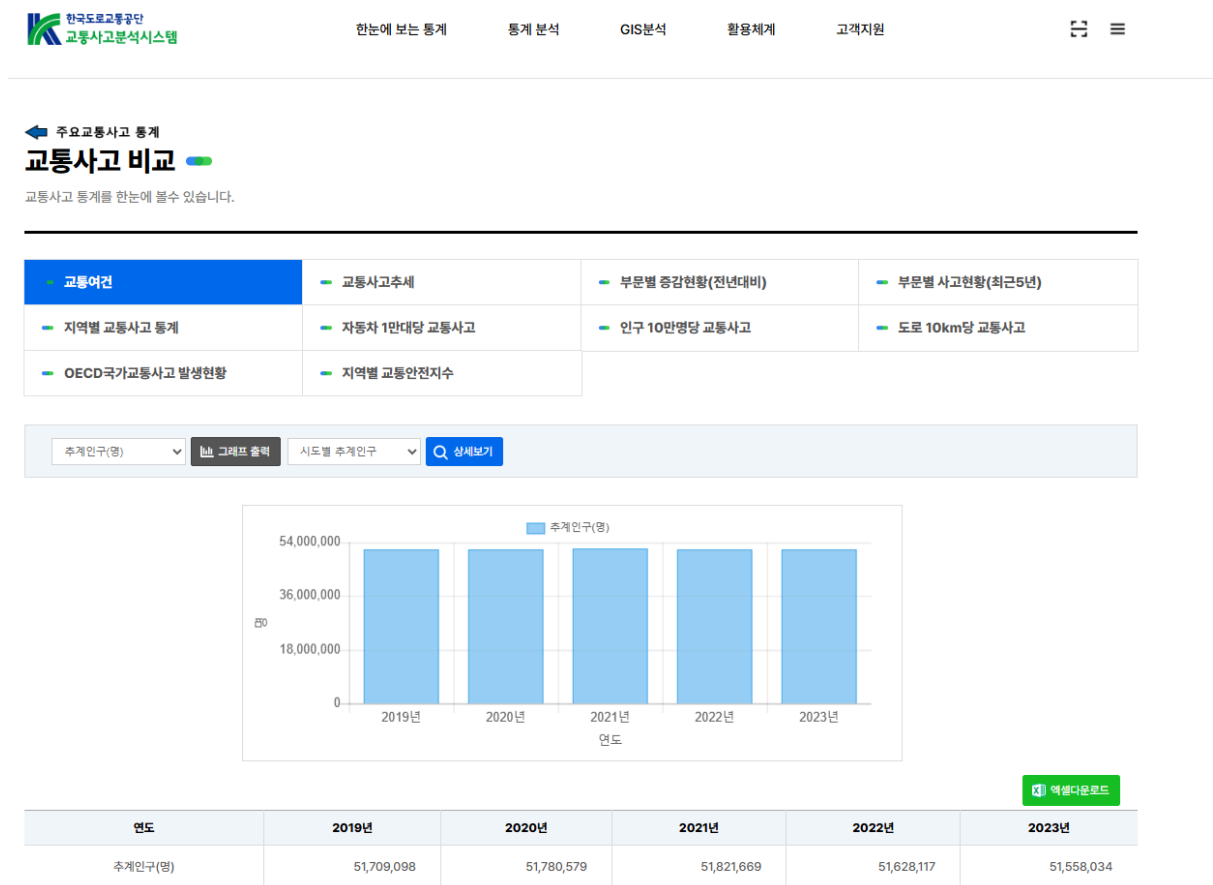 한국도로교통공단
교통사고분석시스템
한눈에 보는 통계 통계 분석 GIS분석 활용체계 고객지원
주요교통사고 통계
교통사고 비교
교통사고 통계를 한눈에 볼수 있습니다.
교통여건 교통사고추세 부문별 증감현황(전년대비) 부문별 사고현황(최근5년)
지역별 교통사고 통계 자동차 1만대당 교통사고 인구 10만명당 교통사고 도로 10km당 교통사고
OECD국가교통사고 발생현황 지역별 교통안전지수
추계인구(명) 그래프 출력 시도별 추계인구 상세보기
추계인구(명)
54,000,000
36,000,000
명
18,000,000
0
2019년 2020년 2021년 2022년 2023년
연도
엑셀다운로드
연도 2019년 2020년 2021년 2022년 2023년
추계인구(명) 51,709,098 51,780,579 51,821,669 51,628,117 51,558,034